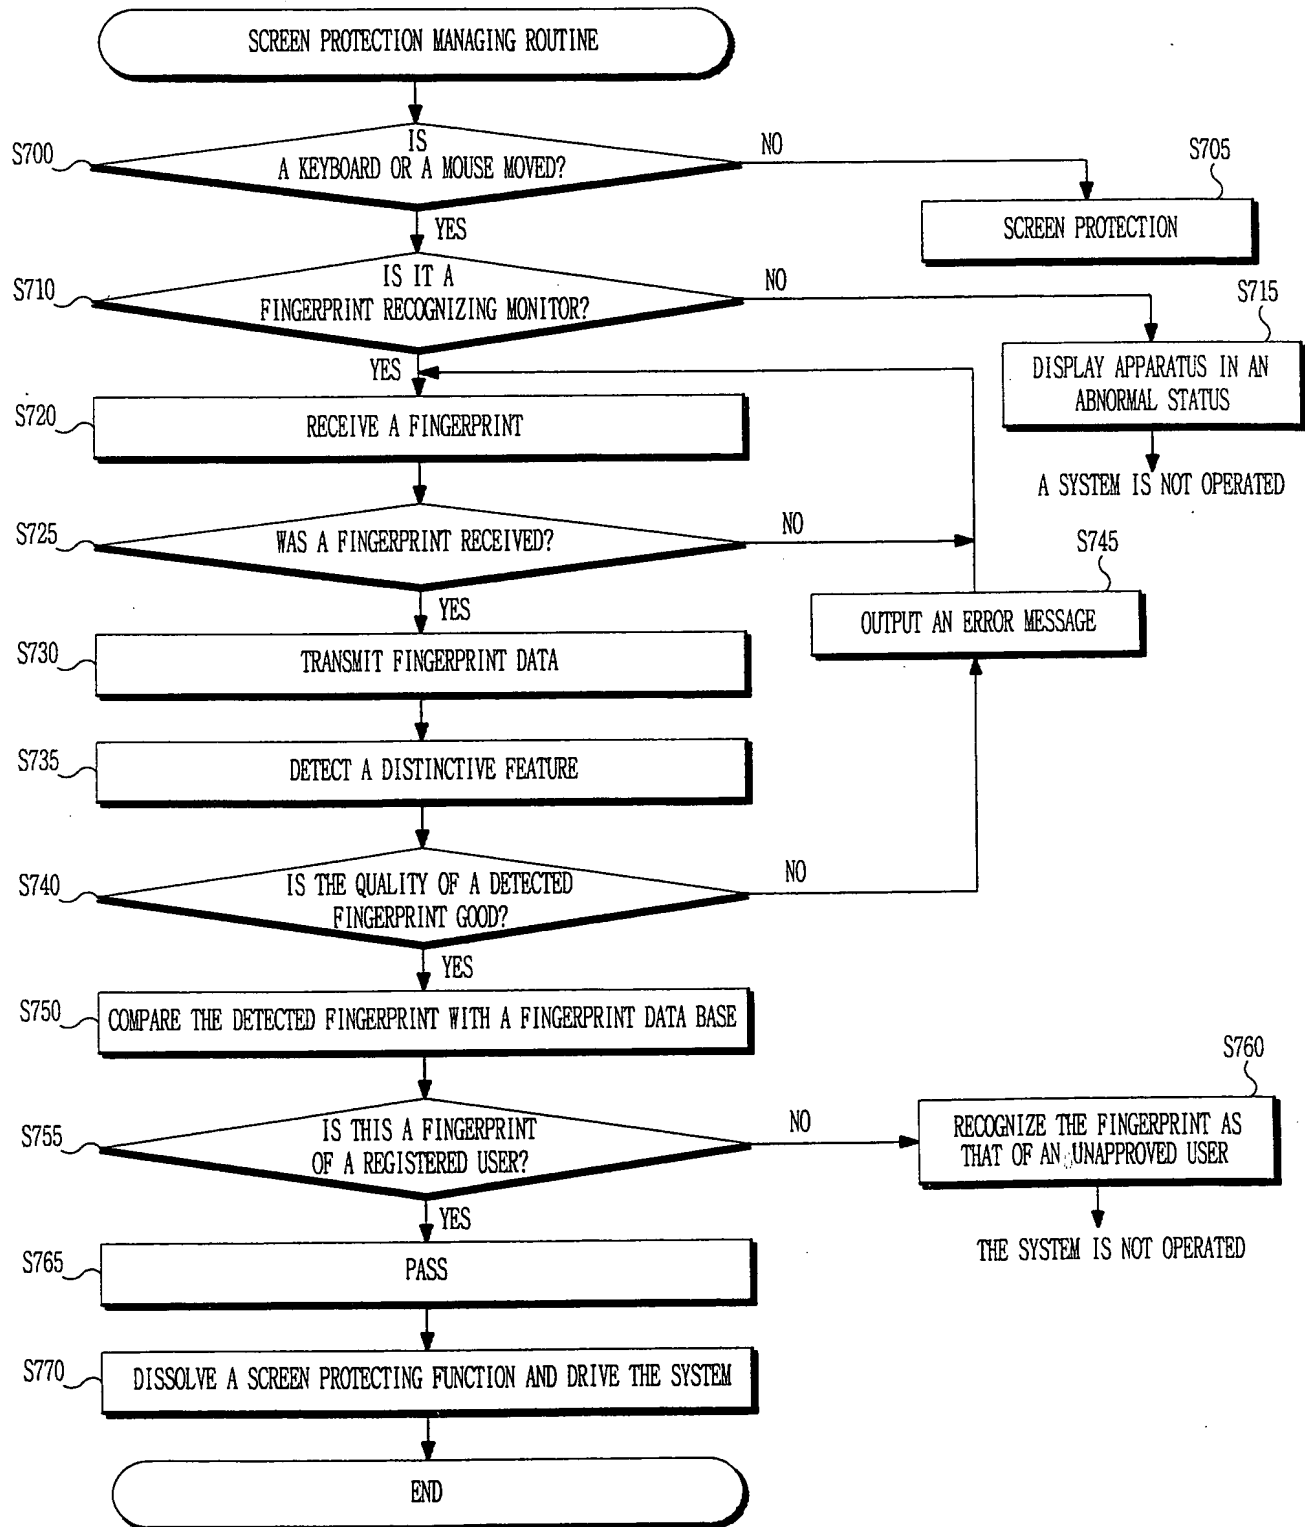 SCREEN PROTECTION MANAGING ROUTINE
S700
IS
A KEYBOARD OR A MOUSE MOVED?
NO
YES
S705
SCREEN PROTECTION
S710
IS IT A
FINGERPRINT RECOGNIZING MONITOR?
NO
YES
S715
DISPLAY APPARATUS IN AN
ABNORMAL STATUS
A SYSTEM IS NOT OPERATED
S720
RECEIVE A FINGERPRINT
S725
WAS A FINGERPRINT RECEIVED?
NO
YES
S745
OUTPUT AN ERROR MESSAGE
S730
TRANSMIT FINGERPRINT DATA
S735
DETECT A DISTINCTIVE FEATURE
S740
IS THE QUALITY OF A DETECTED
FINGERPRINT GOOD?
NO
YES
S750
COMPARE THE DETECTED FINGERPRINT WITH A FINGERPRINT DATA BASE
S755
IS THIS A FINGERPRINT
OF A REGISTERED USER?
NO
YES
S760
RECOGNIZE THE FINGERPRINT AS
THAT OF AN UNAPPROVED USER
THE SYSTEM IS NOT OPERATED
S765
PASS
S770
DISSOLVE A SCREEN PROTECTING FUNCTION AND DRIVE THE SYSTEM
END